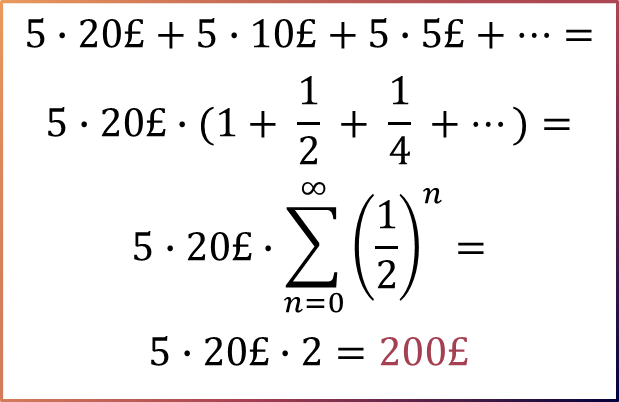 5 · 20£ + 5 · 10£ + 5 · 5£ + ⋯ =
5 · 20£ · (1 + 1/2 + 1/4 + ⋯ ) =
5 · 20£ · ∑_{n=0}^{∞} (1/2)^n =
5 · 20£ · 2 = 200£